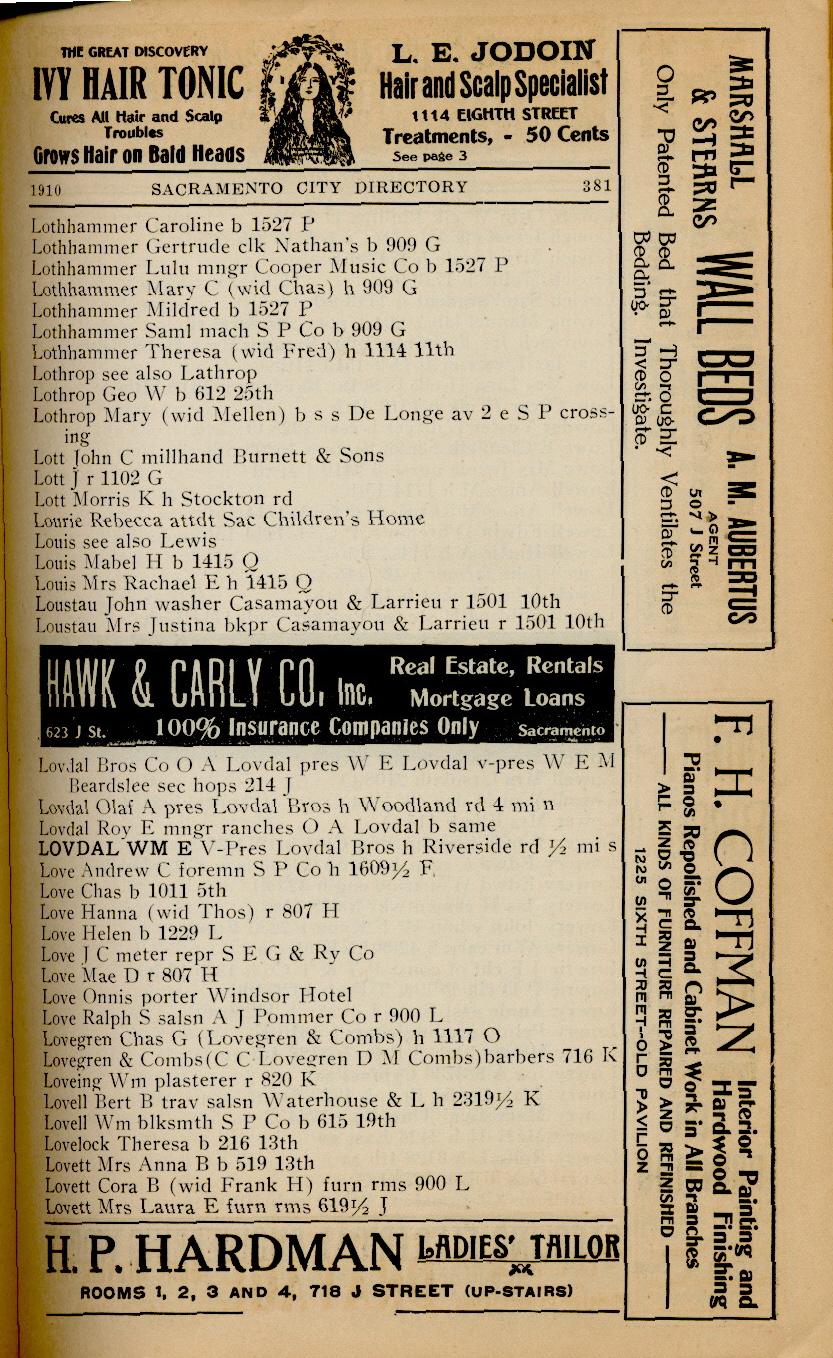 THE GREAT DISCOVERY
IVY HAIR TONIC
Cures All Hair and Scalp
Troubles
Grows Hair on Bald Heads
L. E. JODOIN
Hair and Scalp Specialist
1114 EIGHTH STREET
Treatments, - 50 Cents
See page 3
1910 SACRAMENTO CITY DIRECTORY 381
Lothhammer Caroline b 1527 P
Lothhammer Gertrude clk Nathan's b 909 G
Lothhammer Lulu mngr Cooper Music Co b 1527 P
Lothhammer Mary C (wid Chas) h 909 G
Lothhammer Mildred b 1527 P
Lothhammer Saml mach S P Co b 909 G
Lothhammer Theresa (wid Fred) h 1114 11th
Lothrop see also Lathrop
Lothrop Geo W b 612 25th
Lothrop Mary (wid Mellen) b s s De Longe av 2 e S P cross-
ing
Lott John C millhand Burnett & Sons
Lott J r 1102 G
Lott Morris K h Stockton rd
Lourie Rebecca attdt Sac Children's Home
Louis see also Lewis
Louis Mabel H b 1415 Q
Louis Mrs Rachael E h 1415 Q
Loustau John washer Casamayou & Larrieu r 1501 10th
Loustau Mrs Justina bkpr Casamayou & Larrieu r 1501 10th
HAWK & CARLY CO. Inc.
Real Estate, Rentals
Mortgage Loans
623 J St. 100% Insurance Companies Only Sacramento
Lovdal Bros Co O A Lovdal pres W E Lovdal v-pres W E M
Beardslee sec hops 214 J
Lovdal Olaf A pres Lovdal Bros h Woodland rd 4 mi n
Lovdal Roy E mngr ranches O A Lovdal b same
LOVDAL WM E V-Pres Lovdal Bros h Riverside rd ½ mi s
Love Andrew C foremn S P Co h 1609½ F
Love Chas b 1011 5th
Love Hanna (wid Thos) r 807 H
Love Helen b 1229 L
Love J C meter repr S E G & Ry Co
Love Mae D r 807 H
Love Onnis porter Windsor Hotel
Love Ralph S salsn A J Pommer Co r 900 L
Lovegren Chas G (Lovegren & Combs) h 1117 O
Lovegren & Combs (C C Lovegren D M Combs) barbers 716 K
Loveing Wm plasterer r 820 K
Lovell Bert B trav salsn Waterhouse & L h 2319½ K
Lovell Wm blksmth S P Co b 615 19th
Lovelock Theresa b 216 13th
Lovett Mrs Anna B b 519 13th
Lovett Cora B (wid Frank H) furn rms 900 L
Lovett Mrs Laura E furn rms 619½ J
H. P. HARDMAN LADIES' TAILOR
ROOMS 1, 2, 3 AND 4, 718 J STREET (UP-STAIRS)
MARSHALL
& STEARNS WALL BEDS
A. M. AUBERTUS
AGENT
507 J Street
Only Patented Bed that Thoroughly Ventilates the
Bedding. Investigate.
F. H. COFFMAN
Interior Painting and
Hardwood Finishing
Pianos Repolished and Cabinet Work in All Branches
ALL KINDS OF FURNITURE REPAIRED AND REFINISHED
1225 SIXTH STREET--OLD PAVILION